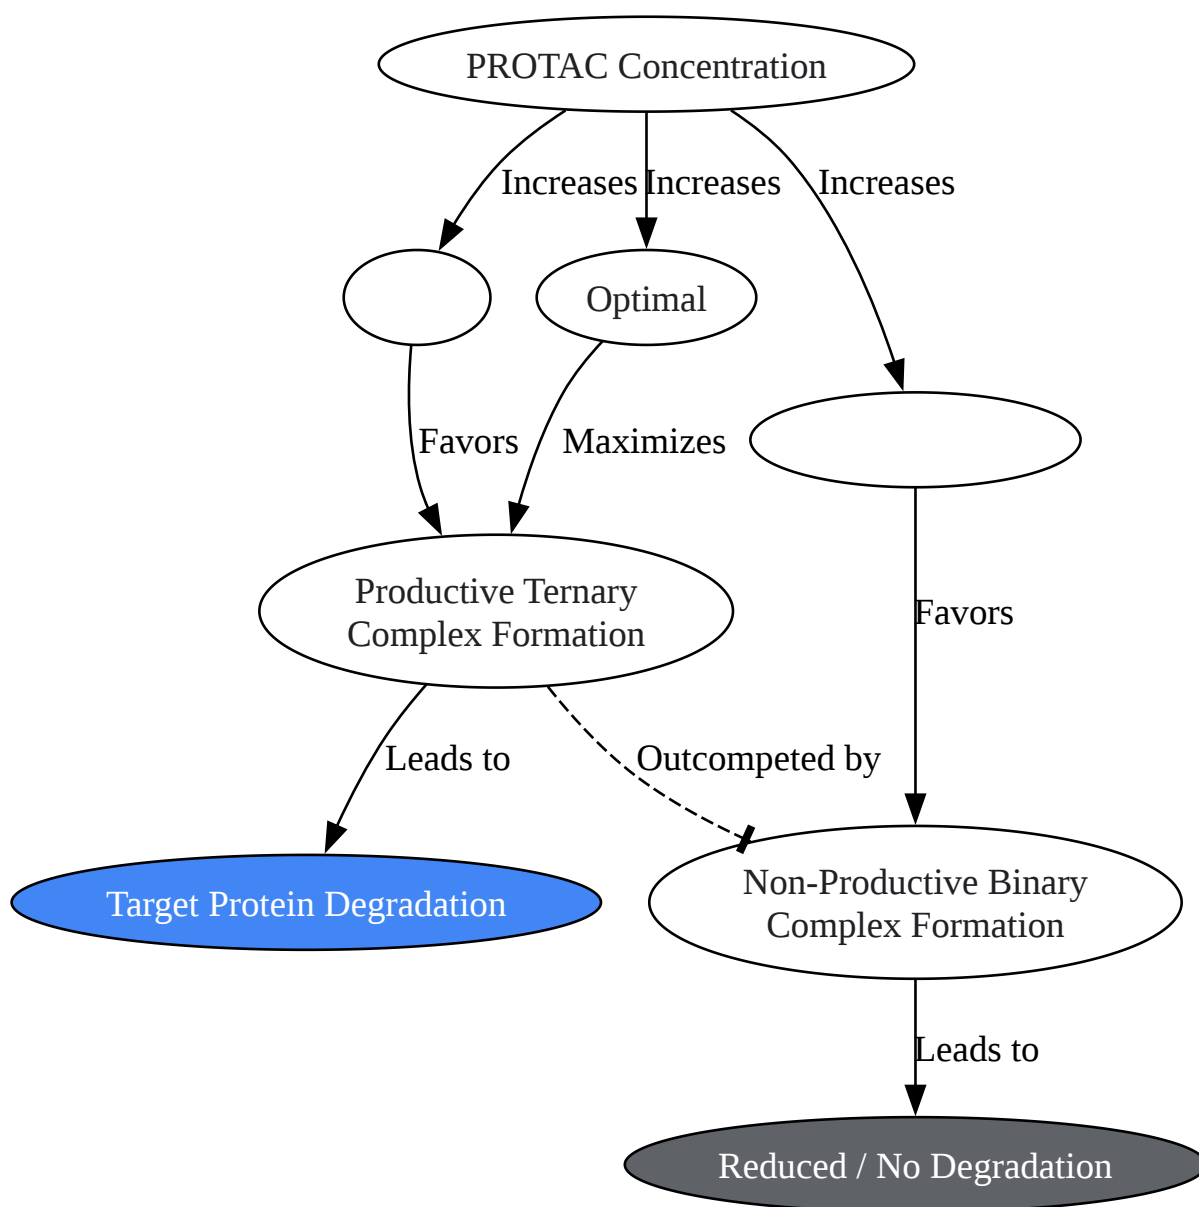 PROTAC Concentration
Increases
Increases
Increases
Optimal
Favors
Maximizes
Productive Ternary
Complex Formation
Favors
Leads to
Outcompeted by
Target Protein Degradation
Non-Productive Binary
Complex Formation
Leads to
Reduced / No Degradation